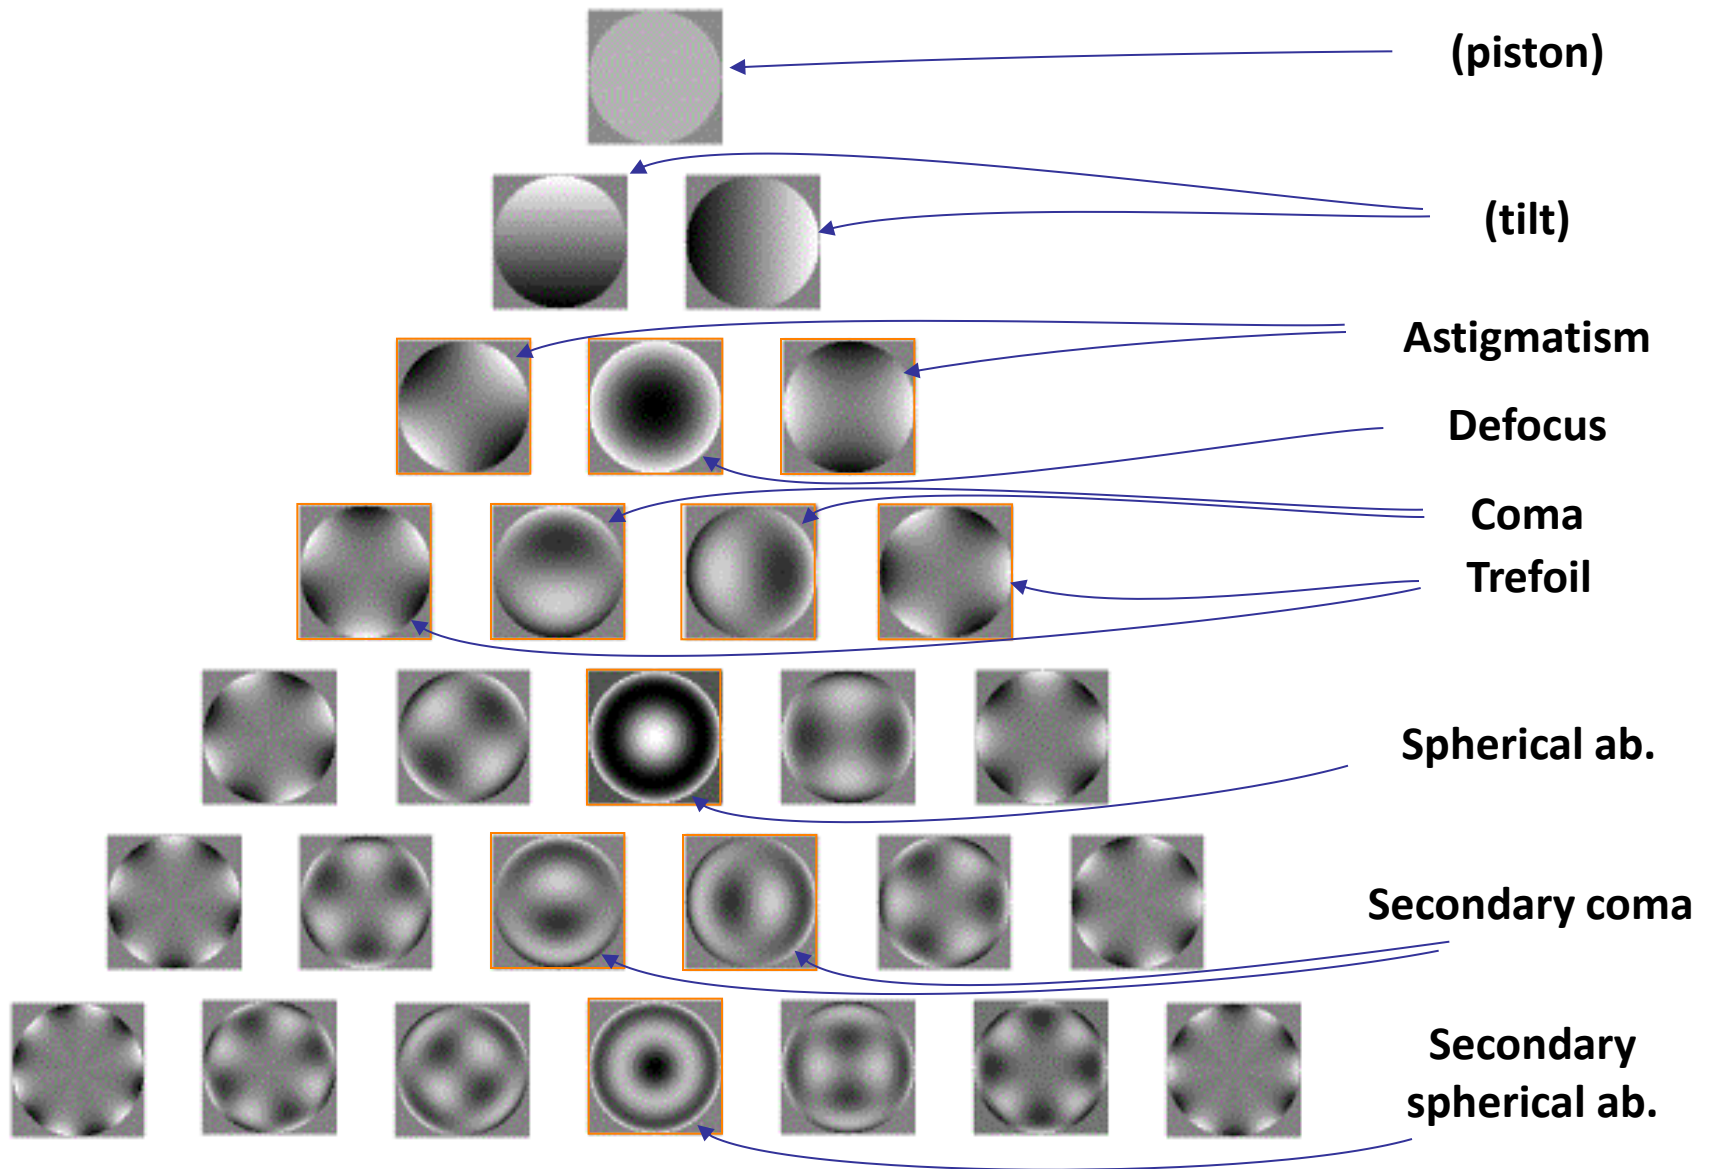 (piston)
(tilt)
Astigmatism
Defocus
Coma
Trefoil
Spherical ab.
Secondary coma
Secondary
spherical ab.